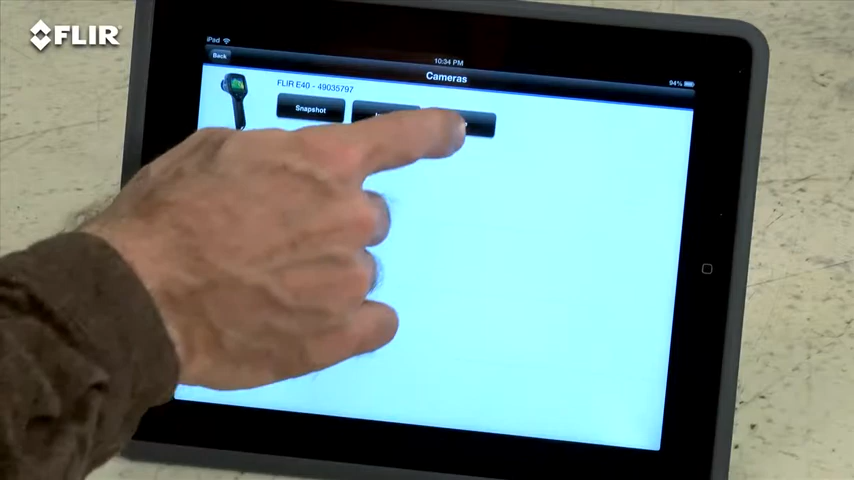 FLIR
iPad
10:34 PM
94%
Back
Cameras
FLIR E40 - 49035797
Snapshot